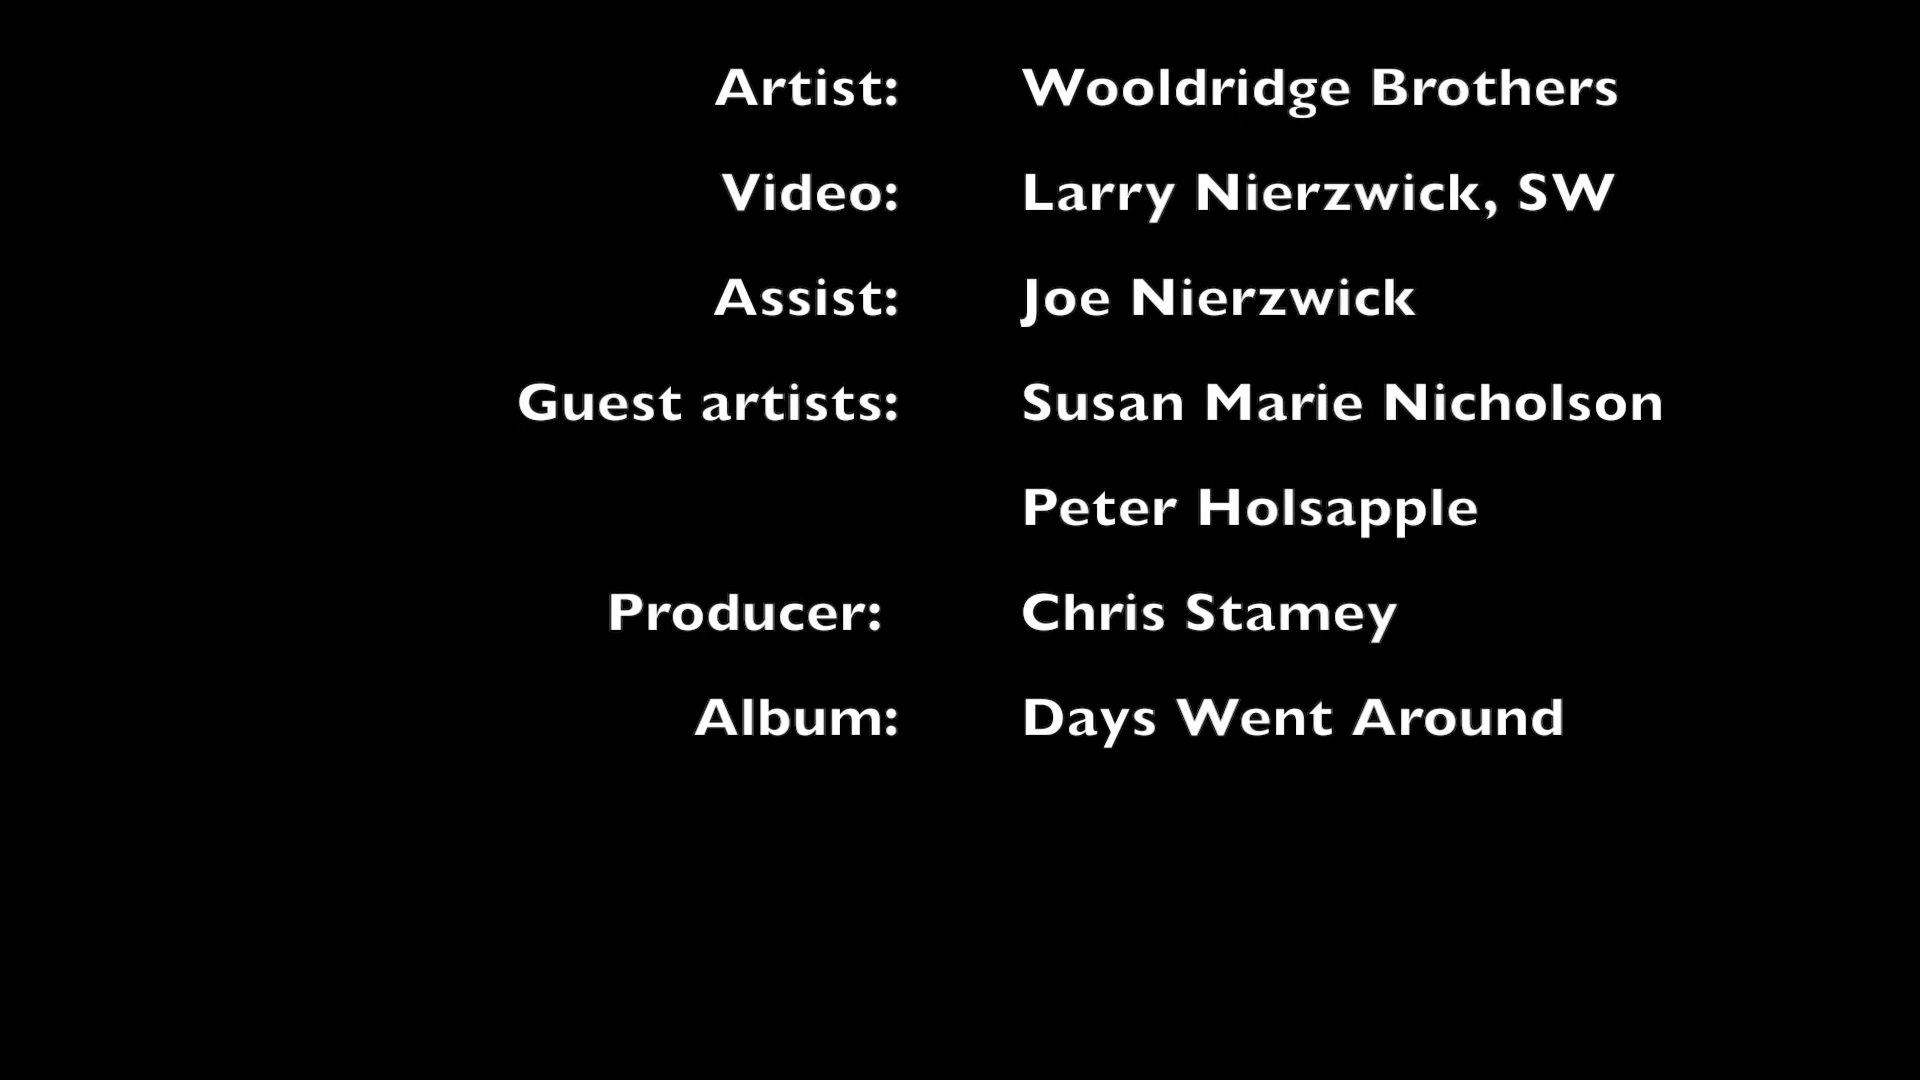 Artist: Wooldridge Brothers
Video: Larry Nierzwick, SW
Assist: Joe Nierzwick
Guest artists: Susan Marie Nicholson
Peter Holsapple
Producer: Chris Stamey
Album: Days Went Around